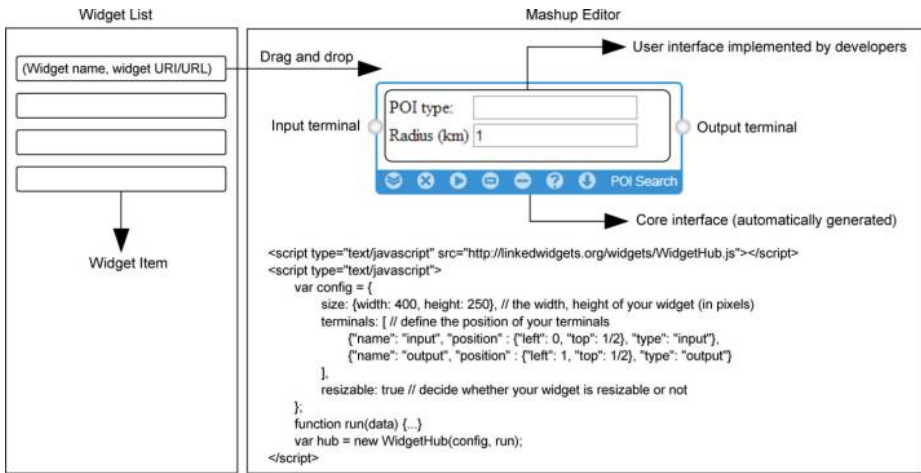 Widget List
Mashup Editor
(Widget name, widget URI/URL)
Widget Item
Drag and drop
User interface implemented by developers
Input terminal
POI type:
Radius (km) 1
Output terminal
POI Search
Core interface (automatically generated)
<script type="text/javascript" src="http://linkedwidgets.org/widgets/WidgetHub.js"></script>
<script type="text/javascript">
var config = {
size: {width: 400, height: 250}, // the width, height of your widget (in pixels)
terminals: [ // define the position of your terminals
{"name": "input", "position" : {"left": 0, "top": 1/2}, "type": "input"},
{"name": "output", "position" : {"left": 1, "top": 1/2}, "type": "output"}
],
resizable: true // decide whether your widget is resizable or not
};
function run(data) {...}
var hub = new WidgetHub(config, run);
</script>